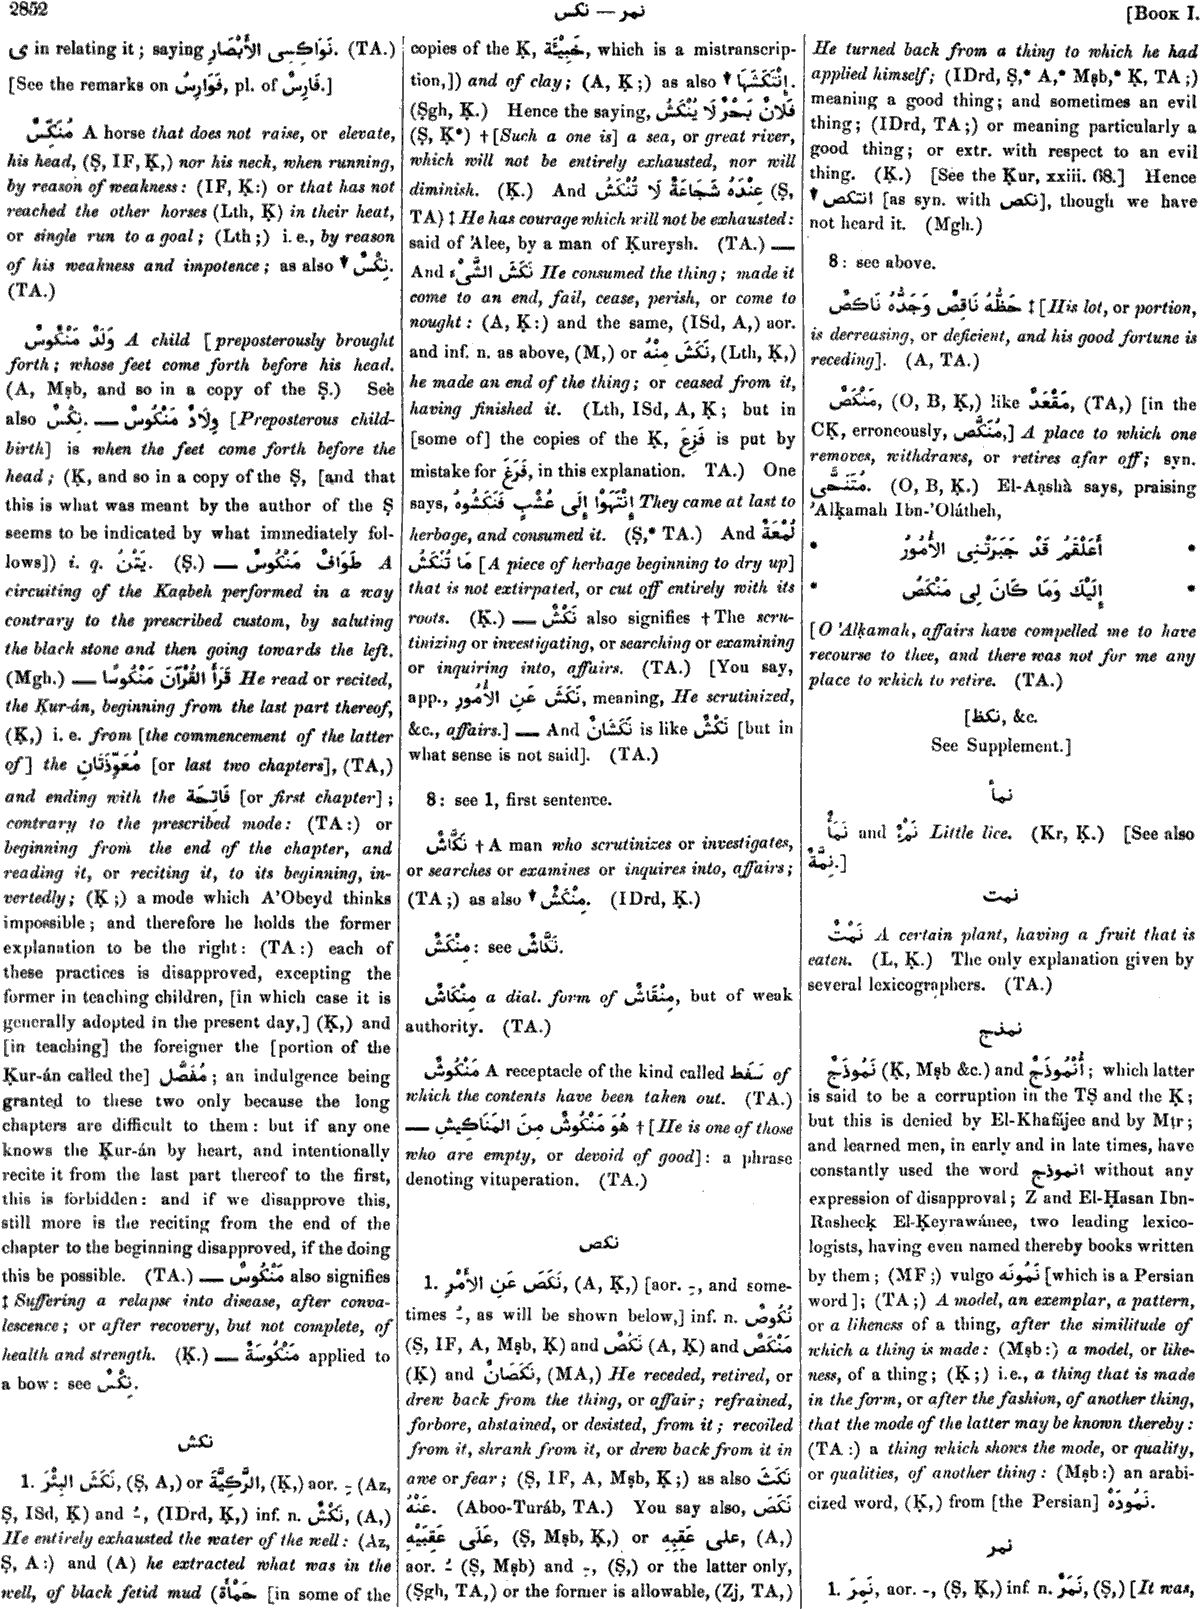 2852
نكس — نمر
[Book I.
ى in relating it; saying نَوَاكِسِى الأَبْصَارِ. (TA.)
[See the remarks on فَوَارِسُ, pl. of فَارِسٌ.]
مُنَكِّسٌ A horse that does not raise, or elevate,
his head, (Ṣ, IF, Ḳ,) nor his neck, when running,
by reason of weakness: (IF, Ḳ:) or that has not
reached the other horses (Lth, Ḳ) in their heat,
or single run to a goal; (Lth;) i. e., by reason
of his weakness and impotence; as also ▼ نِكْسٌ.
(TA.)
وَلَدٌ مَنْكُوسٌ A child [preposterously brought
forth; whose feet come forth before his head.
(A, Mṣb, and so in a copy of the Ṣ.) See
also نِكْسٌ. — وِلَادٌ مَنْكُوسٌ [Preposterous child-
birth] is when the feet come forth before the
head; (Ḳ, and so in a copy of the Ṣ, [and that
this is what was meant by the author of the Ṣ
seems to be indicated by what immediately fol-
lows]) i. q. يَتْنٌ. (Ṣ.) — طَوَافٌ مَنْكُوسٌ A
circuiting of the Kaạbeh performed in a way
contrary to the prescribed custom, by saluting
the black stone and then going towards the left.
(Mgh.) — قَرَأَ القُرْآنَ مَنْكُوسًا He read or recited,
the Ḳur-án, beginning from the last part thereof,
(Ḳ,) i. e. from [the commencement of the latter
of] the مُعَوِّذَتَانِ [or last two chapters], (TA,)
and ending with the فَاتِحَة [or first chapter];
contrary to the prescribed mode: (TA:) or
beginning from the end of the chapter, and
reading it, or reciting it, to its beginning, in-
vertedly; (Ḳ;) a mode which A'Obeyd thinks
impossible; and therefore he holds the former
explanation to be the right: (TA:) each of
these practices is disapproved, excepting the
former in teaching children, [in which case it is
generally adopted in the present day,] (Ḳ,) and
[in teaching] the foreigner the [portion of the
Ḳur-án called the] مُفَصَّل; an indulgence being
granted to these two only because the long
chapters are difficult to them: but if any one
knows the Ḳur-án by heart, and intentionally
recite it from the last part thereof to the first,
this is forbidden: and if we disapprove this,
still more is the reciting from the end of the
chapter to the beginning disapproved, if the doing
this be possible. (TA.) — مَنْكُوسٌ also signifies
‡ Suffering a relapse into disease, after conva-
lescence; or after recovery, but not complete, of
health and strength. (Ḳ.) — مَنْكُوسَةٌ applied to
a bow: see نِكْسٌ.
نكش
1. نَكَشَ البِئْرَ, (Ṣ, A,) or الرَّكِيَّةَ, (Ḳ,) aor. ـِ (Az,
Ṣ, ISd, Ḳ) and ـُ, (IDrd, Ḳ,) inf. n. نَكْشٌ, (A,)
He entirely exhausted the water of the well: (Az,
Ṣ, A:) and (A) he extracted what was in the
well, of black fetid mud (حَمْأَة [in some of the
copies of the Ḳ, خَبِيْئَة, which is a mistranscrip-
tion,]) and of clay; (A, Ḳ;) as also ▼ اِنْتَكَشَهَا.
(Ṣgh, Ḳ.) Hence the saying, فُلَانٌ بَحْرٌ لَا يُنْكَشُ
(Ṣ, Ḳ*) † [Such a one is] a sea, or great river,
which will not be entirely exhausted, nor will
diminish. (Ḳ.) And عِنْدَهُ شَجَاعَةٌ لَا تُنْكَشُ (Ṣ,
TA) ‡ He has courage which will not be exhausted:
said of 'Alee, by a man of Ḳureysh. (TA.) —
And نَكَشَ الشَّىْءَ He consumed the thing; made it
come to an end, fail, cease, perish, or come to
nought: (A, Ḳ:) and the same, (ISd, A,) aor.
and inf. n. as above, (M,) or نَكَشَ مِنْهُ, (Lth, Ḳ,)
he made an end of the thing; or ceased from it,
having finished it. (Lth, ISd, A, Ḳ; but in
[some of] the copies of the Ḳ, فَزِعَ is put by
mistake for فَرَغَ, in this explanation. TA.) One
says, اِنْتَهَوْا إِلَى عُشْبٍ فَنَكَشُوهُ They came at last to
herbage, and consumed it. (Ṣ,* TA.) And لُمْعَةٌ
مَا تُنْكَشُ [A piece of herbage beginning to dry up]
that is not extirpated, or cut off entirely with its
roots. (Ḳ.) — نَكْشٌ also signifies † The scru-
tinizing or investigating, or searching or examining
or inquiring into, affairs. (TA.) [You say,
app., نَكَشَ عَنِ الأُمُورِ, meaning, He scrutinized,
&c., affairs.] — And نَكَشَانٌ is like نَكْشٌ [but in
what sense is not said]. (TA.)
8: see 1, first sentence.
نَكَّاشٌ † A man who scrutinizes or investigates,
or searches or examines or inquires into, affairs;
(TA;) as also ▼ مِنْكَشٌ. (IDrd, Ḳ.)
مِنْكَشٌ: see نَكَّاشٌ.
مِنْكَاشٌ a dial. form of مِنْقَاشٌ, but of weak
authority. (TA.)
مَنْكُوشٌ A receptacle of the kind called سَفَط of
which the contents have been taken out. (TA.)
— هُوَ مَنْكُوشٌ مِنَ المَنَاكِيشِ † [He is one of those
who are empty, or devoid of good]: a phrase
denoting vituperation. (TA.)
نكص
1. نَكَصَ عَنِ الأَمْرِ, (A, Ḳ,) [aor. ـِ, and some-
times ـُ, as will be shown below,] inf. n. نُكُوصٌ
(Ṣ, IF, A, Mṣb, Ḳ) and نَكْصٌ (A, Ḳ) and مَنْكَصٌ
(Ḳ) and نَكَصَانٌ, (MA,) He receded, retired, or
drew back from the thing, or affair; refrained,
forbore, abstained, or desisted, from it; recoiled
from it, shrank from it, or drew back from it in
awe or fear; (Ṣ, IF, A, Mṣb, Ḳ;) as also نَكَثَ
عَنْهُ. (Aboo-Turáb, TA.) You say also, نَكَصَ
عَلَى عَقِبَيْهِ, (Ṣ, Mṣb, Ḳ,) or على عَقِبِهِ, (A,)
aor. ـُ (Ṣ, Mṣb) and ـِ, (Ṣ,) or the latter only,
(Ṣgh, TA,) or the former is allowable, (Zj, TA,)
He turned back from a thing to which he had
applied himself; (IDrd, Ṣ,* A,* Mṣb,* Ḳ, TA;)
meaning a good thing; and sometimes an evil
thing; (IDrd, TA;) or meaning particularly a
good thing; or extr. with respect to an evil
thing. (Ḳ.) [See the Ḳur, xxiii. 68.] Hence
▼ انتكص [as syn. with نكص], though we have
not heard it. (Mgh.)
8: see above.
حَظُّهُ نَاقِصٌ وَجَدُّهُ نَاكِصٌ ‡ [His lot, or portion,
is decreasing, or deficient, and his good fortune is
receding]. (A, TA.)
مَنْكَصٌ, (O, B, Ḳ,) like مَقْعَدٌ, (TA,) [in the
CḲ, erroneously, مُنَكَّص,] A place to which one
removes, withdraws, or retires afar off; syn.
مُتَنَحًّى. (O, B, Ḳ.) El-Aạshà says, praising
'Alḳamah Ibn-'Olátheh,
* أَعَلْقَمُ قَدْ جَبَرَتْنِى الأُمُورُ *
* إِلَيْكَ وَمَا كَانَ لِى مَنْكَصُ *
[O 'Alḳamah, affairs have compelled me to have
recourse to thee, and there was not for me any
place to which to retire. (TA.)
[نكظ, &c.
See Supplement.]
نمأ
نَمَأٌ and نَمْءٌ Little lice. (Kr, Ḳ.) [See also
نِمَّةٌ.]
نمت
نَمْتٌ A certain plant, having a fruit that is
eaten. (L, Ḳ.) The only explanation given by
several lexicographers. (TA.)
نمذج
نَمُوذَجٌ (Ḳ, Mṣb &c.) and أُنْمُوذَجٌ; which latter
is said to be a corruption in the TṢ and the Ḳ;
but this is denied by El-Khafájee and by Mṭr;
and learned men, in early and in late times, have
constantly used the word انموذج without any
expression of disapproval; Z and El-Ḥasan Ibn-
Rasheeḳ El-Ḳeyrawánee, two leading lexico-
logists, having even named thereby books written
by them; (MF;) vulgo نَمُونَه [which is a Persian
word]; (TA;) A model, an exemplar, a pattern,
or a likeness of a thing, after the similitude of
which a thing is made: (Mṣb:) a model, or like-
ness, of a thing; (Ḳ;) i.e., a thing that is made
in the form, or after the fashion, of another thing,
that the mode of the latter may be known thereby:
(TA:) a thing which shows the mode, or quality,
or qualities, of another thing: (Mṣb:) an arabi-
cized word, (Ḳ,) from [the Persian] نَمُودَهْ.
نمر
1. نَمِرَ, aor. ـَ, (Ṣ, Ḳ,) inf. n. نَمَرٌ, (Ṣ,) [It was,